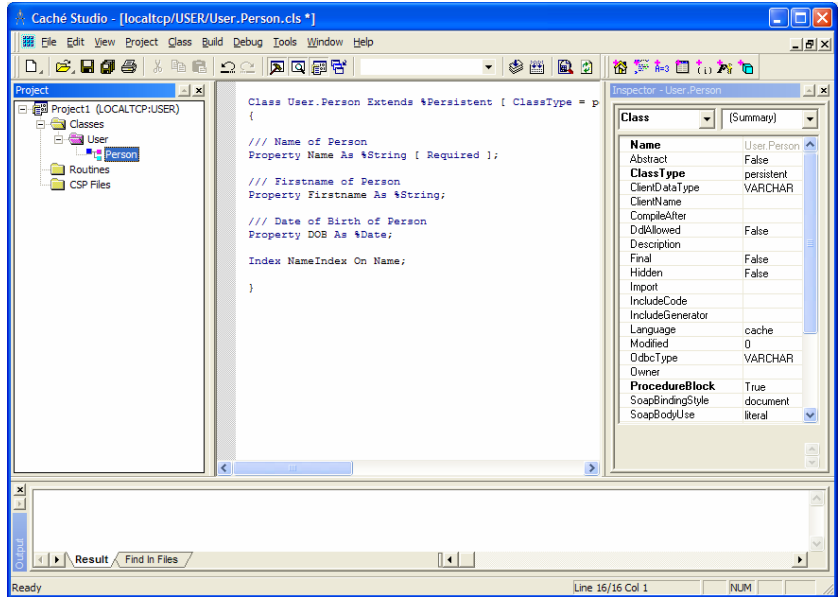 Caché Studio - [localtcp/USER/User.Person.cls *]
File Edit View Project Class Build Debug Tools Window Help
Project
Project1 (LOCALTCP:USER)
Classes
User
Person
Routines
CSP Files
Class User.Person Extends %Persistent [ ClassType = p
{
/// Name of Person
Property Name As %String [ Required ];
/// Firstname of Person
Property Firstname As %String;
/// Date of Birth of Person
Property DOB As %Date;
Index NameIndex On Name;
}
Inspector - User.Person
Class (Summary)
Name User.Person
Abstract False
ClassType persistent
ClientDataType VARCHAR
ClientName
CompileAfter
DdlAllowed False
Description
Final False
Hidden False
Import
IncludeCode
IncludeGenerator
Language cache
Modified 0
OdbcType VARCHAR
Owner
ProcedureBlock True
SoapBindingStyle document
SoapBodyUse literal
Output
Result Find In Files
Ready Line 16/16 Col 1 NUM